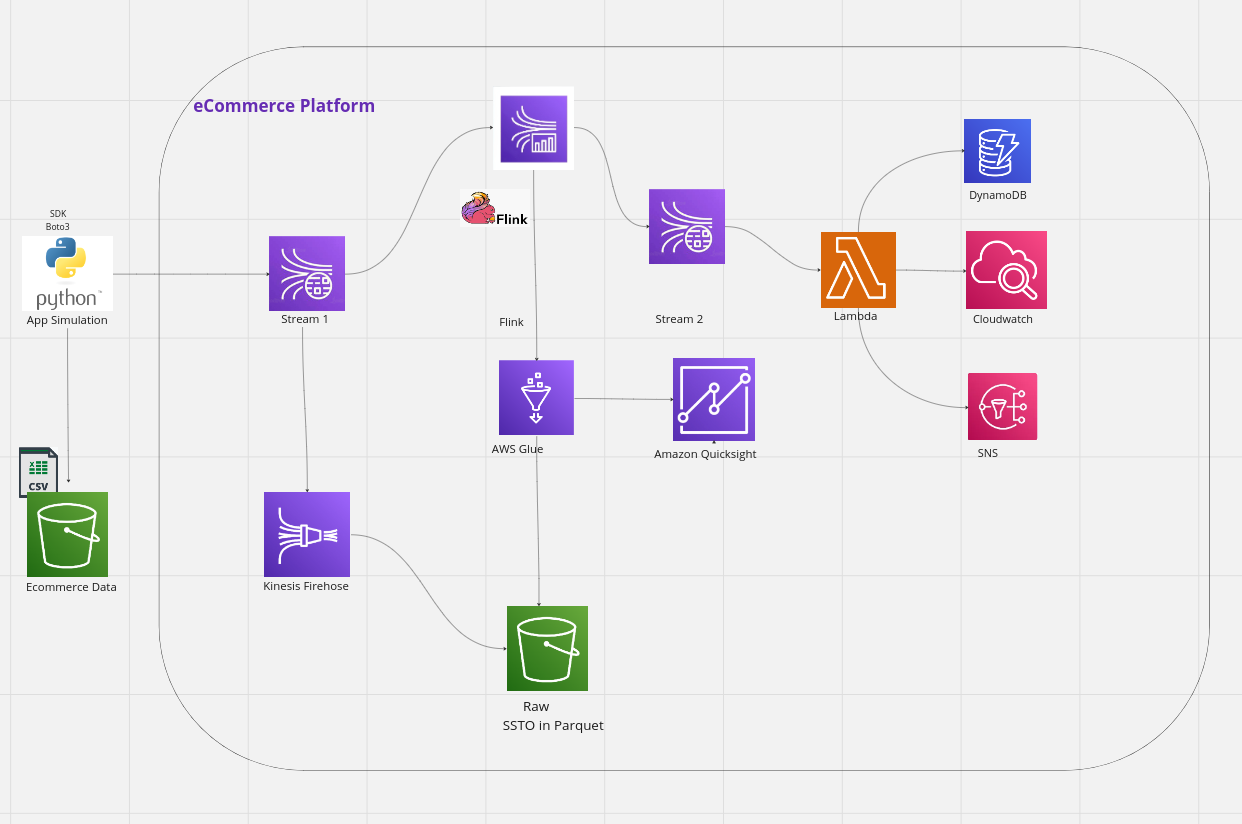 eCommerce Platform
SDK
Boto3
python™
App Simulation
Stream 1
Flink
Flink
Stream 2
Lambda
DynamoDB
Cloudwatch
SNS
AWS Glue
Amazon Quicksight
X
CSV
Ecommerce Data
Kinesis Firehose
Raw
SSTO in Parquet